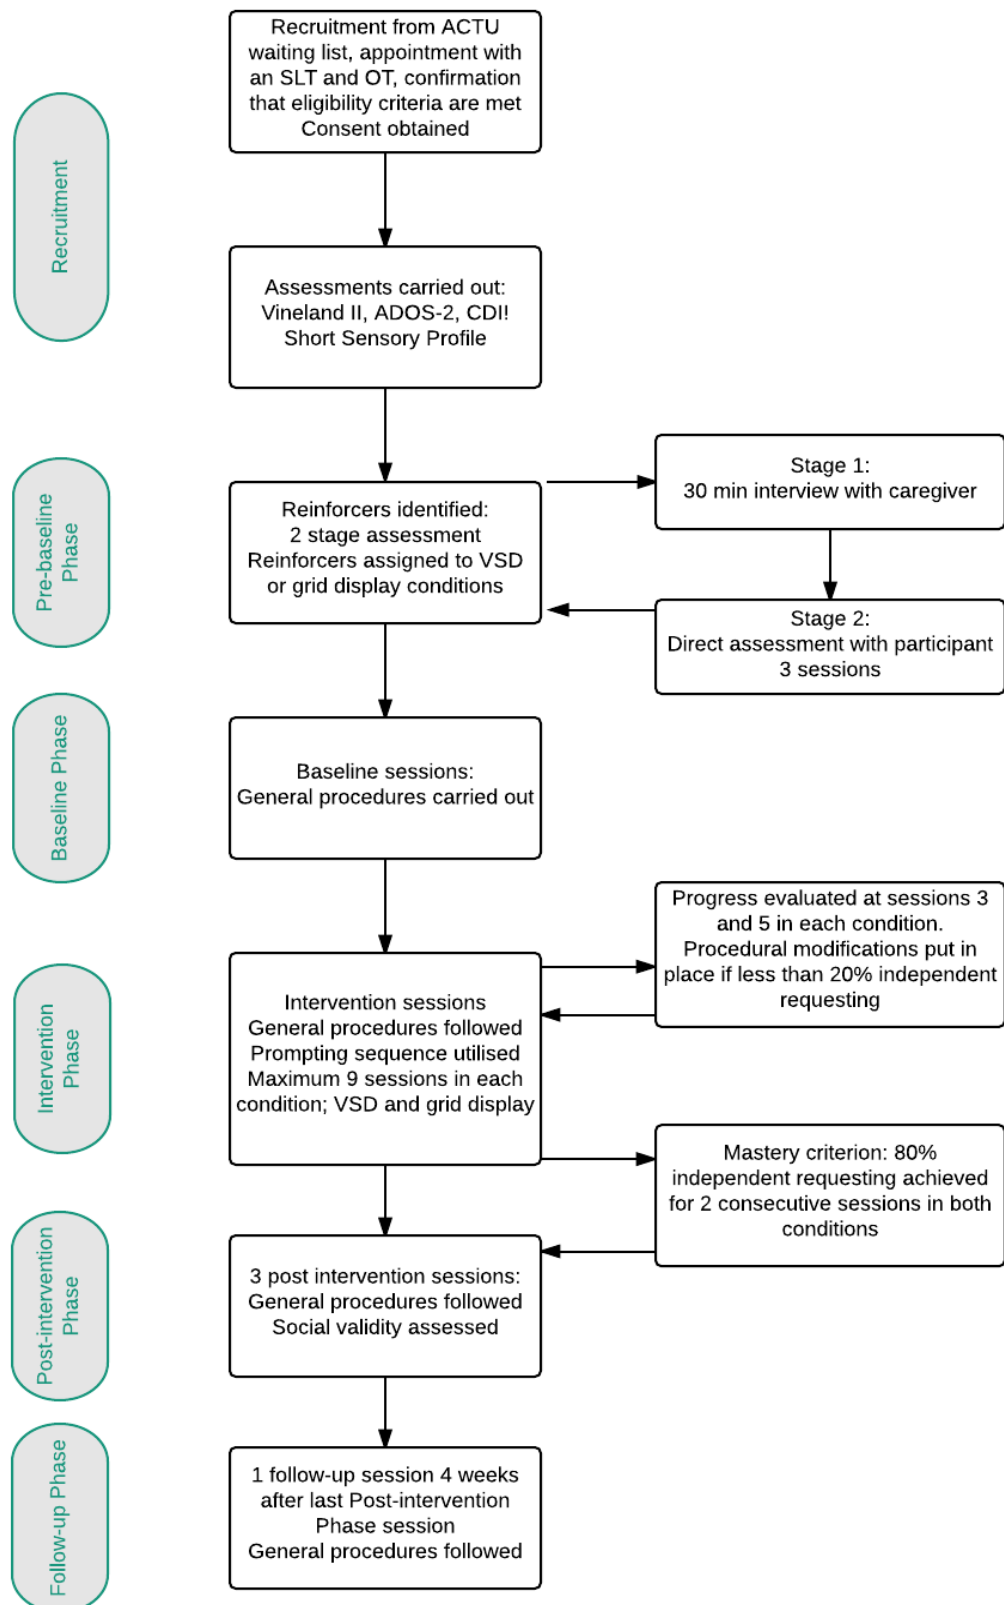 Recruitment from ACTU
waiting list, appointment with
an SLT and OT, confirmation
that eligibility criteria are met
Consent obtained
Recruitment
Assessments carried out:
Vineland II, ADOS-2, CDI!
Short Sensory Profile
Pre-baseline
Phase
Reinforcers identified:
2 stage assessment
Reinforcers assigned to VSD
or grid display conditions
Stage 1:
30 min interview with caregiver
Stage 2:
Direct assessment with participant
3 sessions
Baseline Phase
Baseline sessions:
General procedures carried out
Intervention
Phase
Intervention sessions
General procedures followed
Prompting sequence utilised
Maximum 9 sessions in each
condition; VSD and grid display
Progress evaluated at sessions 3
and 5 in each condition.
Procedural modifications put in
place if less than 20% independent
requesting
Mastery criterion: 80%
independent requesting achieved
for 2 consecutive sessions in both
conditions
Post-intervention
Phase
3 post intervention sessions:
General procedures followed
Social validity assessed
Follow-up Phase
1 follow-up session 4 weeks
after last Post-intervention
Phase session
General procedures followed